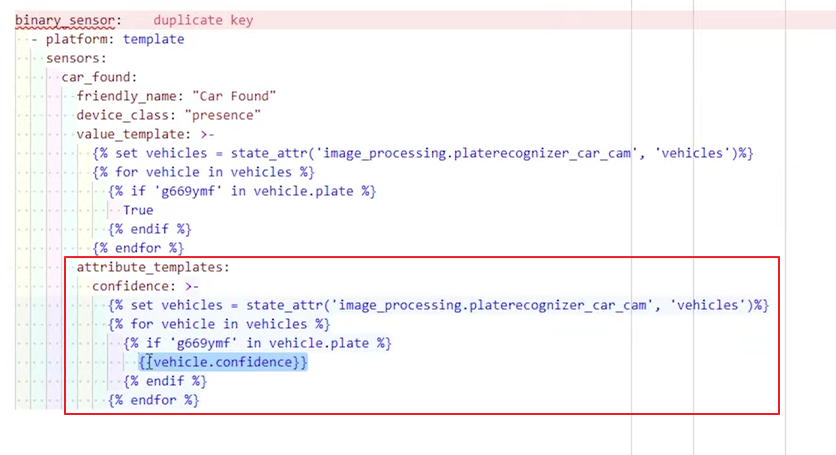 binary_sensor: duplicate key
- platform: template
sensors:
car_found:
friendly_name: "Car Found"
device_class: "presence"
value_template: >-
{% set vehicles = state_attr('image_processing.platerecognizer_car_cam', 'vehicles')%}
{% for vehicle in vehicles %}
{% if 'g669ymf' in vehicle.plate %}
True
{% endif %}
{% endfor %}
attribute_templates:
confidence: >-
{% set vehicles = state_attr('image_processing.platerecognizer_car_cam', 'vehicles')%}
{% for vehicle in vehicles %}
{% if 'g669ymf' in vehicle.plate %}
{{vehicle.confidence}}
{% endif %}
{% endfor %}